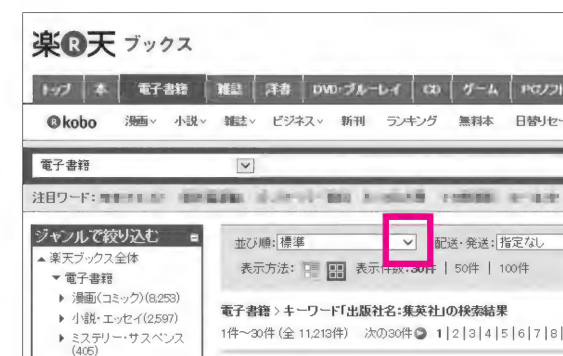 楽R天 ブックス
トップ 本 電子書籍 雑誌 洋書 DVD・ブルーレイ CD ゲーム PCソフト
Rkobo 漫画 小説 雑誌 ビジネス 新刊 ランキング 無料本 日替りセー
電子書籍
注目ワード:
ジャンルで絞り込む
並び順: 標準 配送・発送: 指定なし
▲ 楽天ブックス全体
表示方法: 表示件数: 30件 | 50件 | 100件
▼ 電子書籍
漫画(コミック)(8,253)
電子書籍 > キーワード「出版社名:集英社」の検索結果
小説・エッセイ(2,597)
1件~30件 (全 11,213件) 次の30件 1 | 2 | 3 | 4 | 5 | 6 | 7 | 8 |
ミステリー・サスペンス
(405)